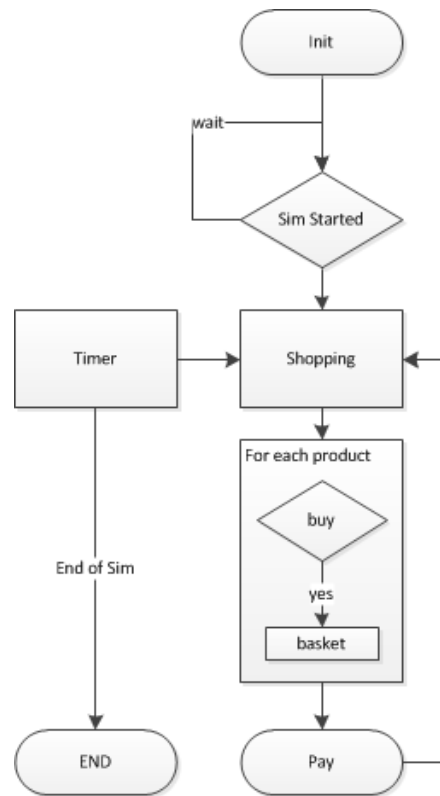 Init
wait
Sim Started
Timer
Shopping
For each product
buy
End of Sim
yes
basket
END
Pay